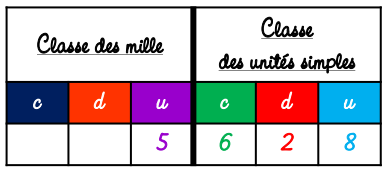 Classe des mille
Classe
des unités simples
c d u c d u
5 6 2 8